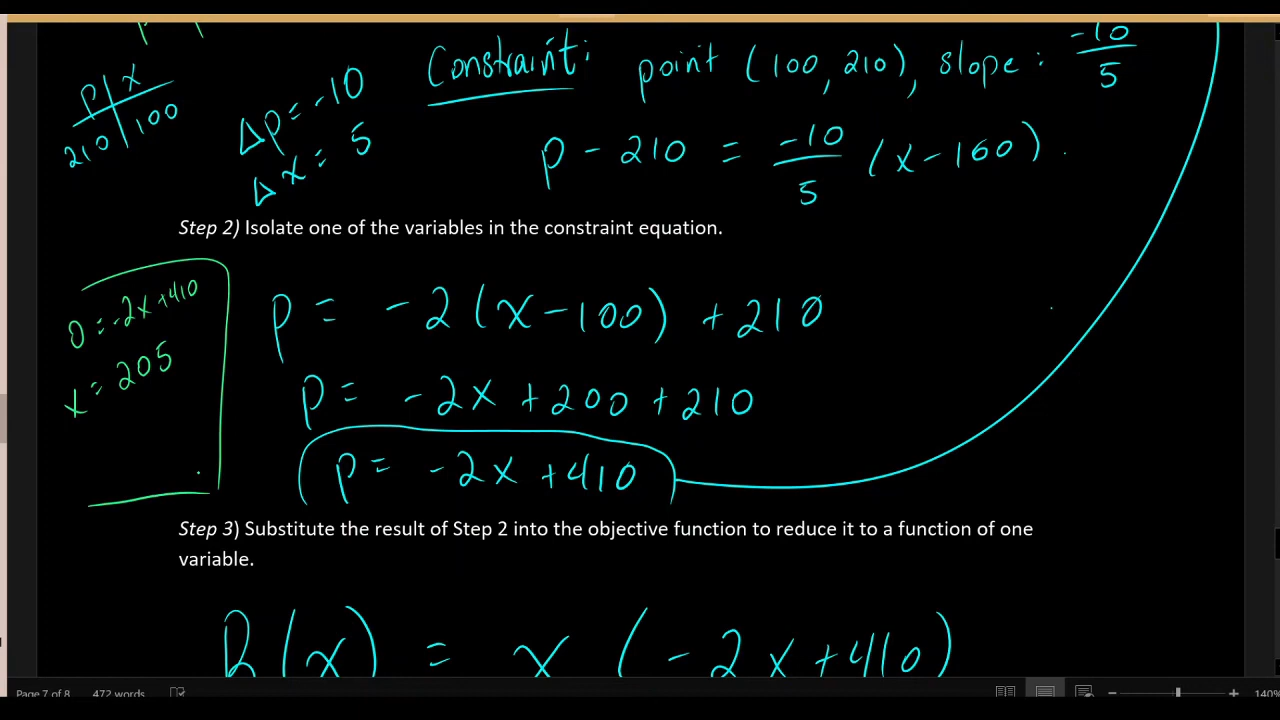 Constraint: point (100, 210), slope: -10/5
p | x
210 | 100
Δp = -10
Δx = 5
p - 210 = -10/5 (x - 160)
Step 2) Isolate one of the variables in the constraint equation.
0 = -2x + 410
x = 205
p = -2(x - 100) + 210
p = -2x + 200 + 210
p = -2x + 410
Step 3) Substitute the result of Step 2 into the objective function to reduce it to a function of one
variable.
R(x) = x (-2x + 410)
Page 7 of 8 472 words 140%